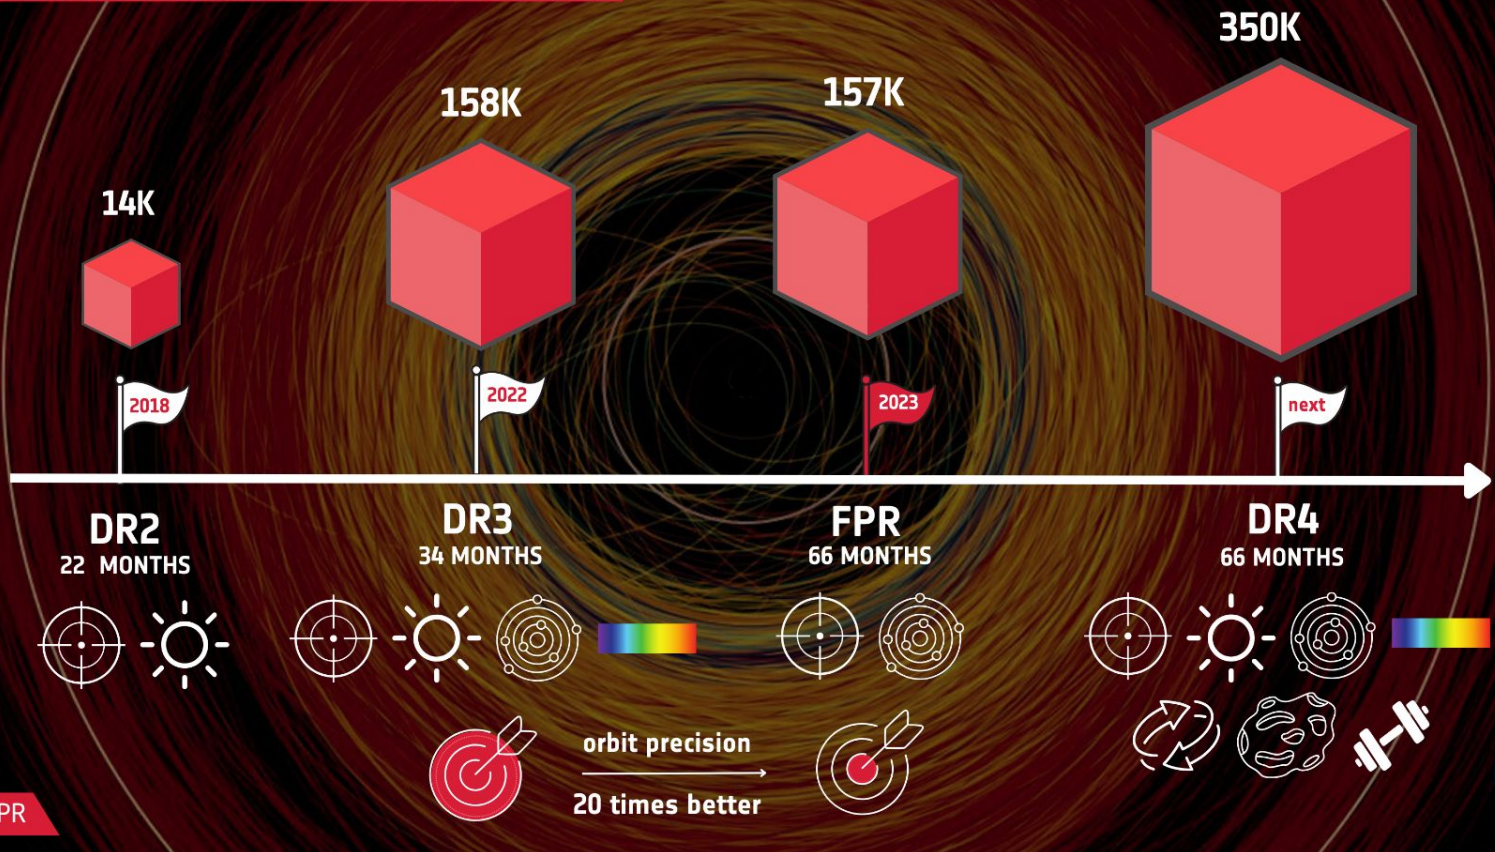 14K
158K
157K
350K
2018
2022
2023
next
DR2
22 MONTHS
DR3
34 MONTHS
FPR
66 MONTHS
DR4
66 MONTHS
orbit precision
20 times better
PR